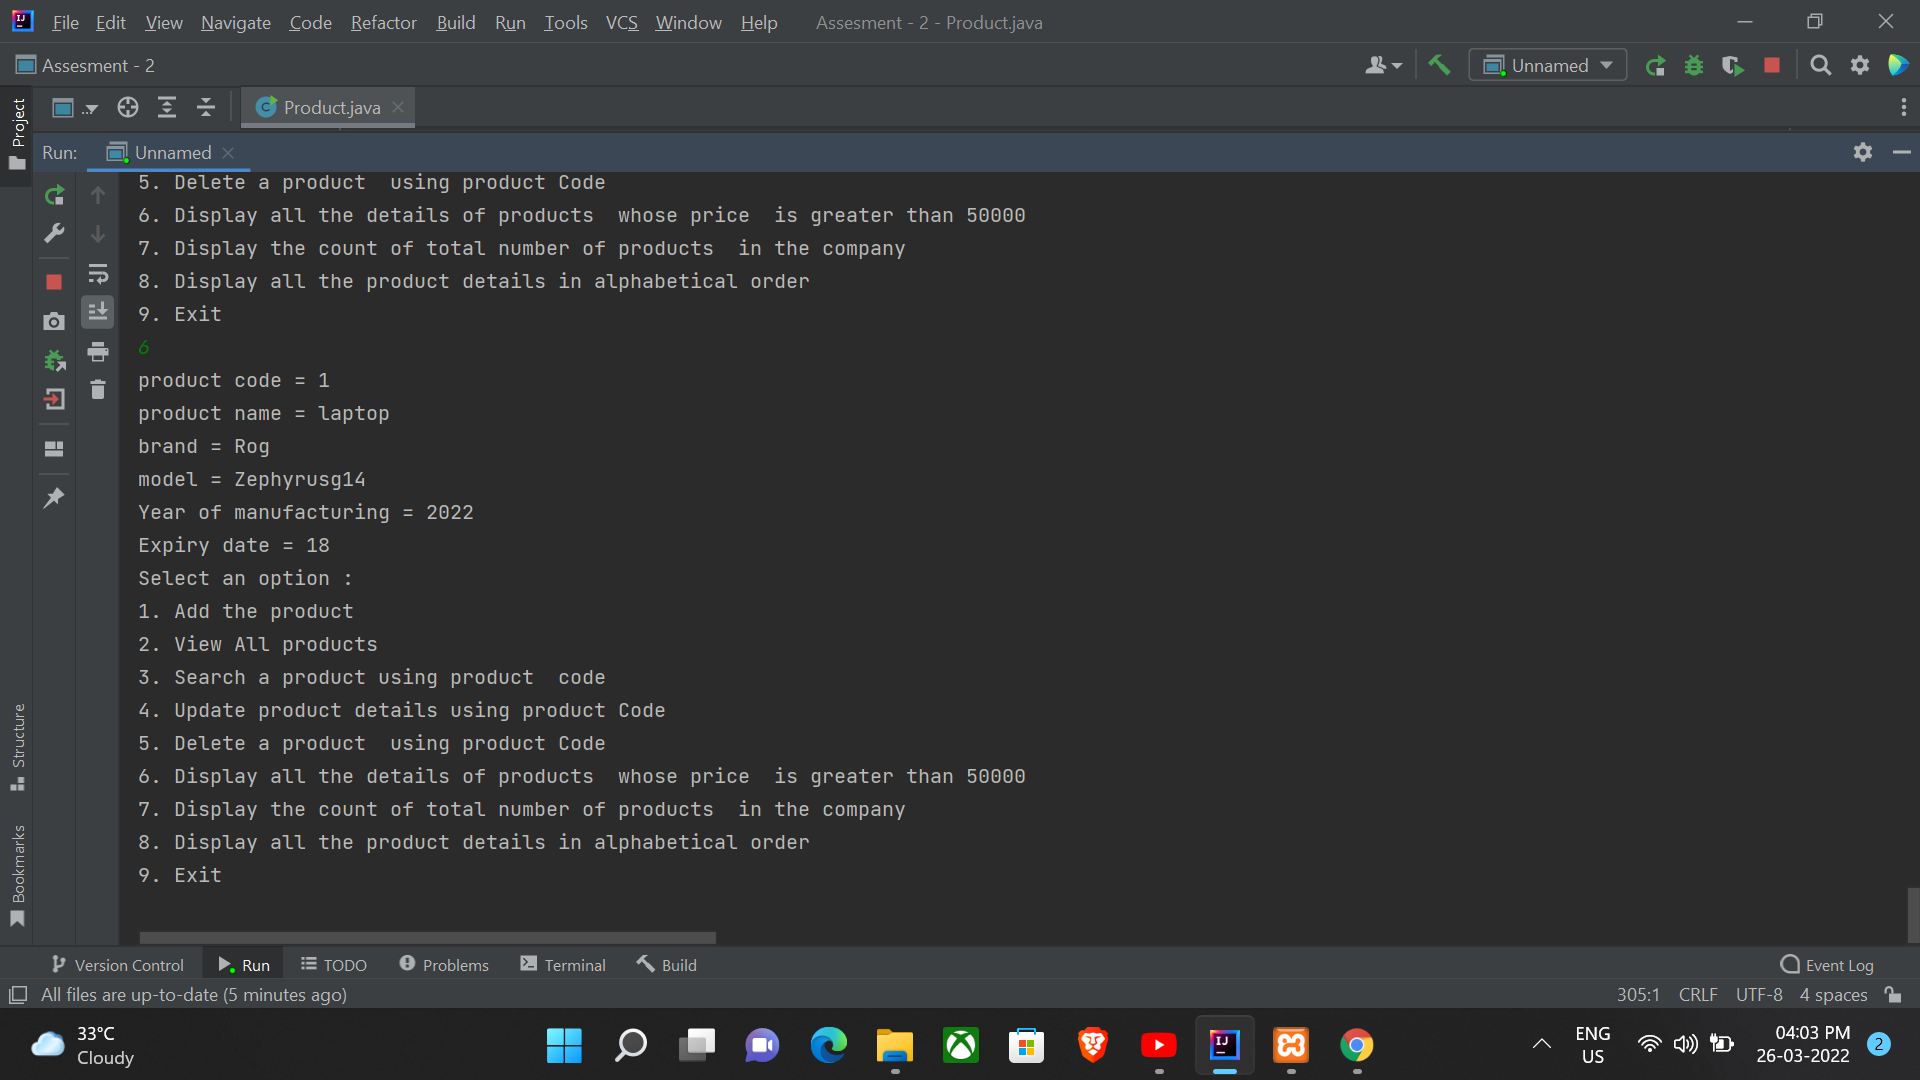 File Edit View Navigate Code Refactor Build Run Tools VCS Window Help Assesment - 2 - Product.java
Assesment - 2 Unnamed
Project .. Product.java
Run: Unnamed
5. Delete a product  using product Code
6. Display all the details of products  whose price  is greater than 50000
7. Display the count of total number of products  in the company
8. Display all the product details in alphabetical order
9. Exit
6
product code = 1
product name = laptop
brand = Rog
model = Zephyrusg14
Year of manufacturing = 2022
Expiry date = 18
Select an option :
1. Add the product
2. View All products
3. Search a product using product  code
4. Update product details using product Code
5. Delete a product  using product Code
6. Display all the details of products  whose price  is greater than 50000
7. Display the count of total number of products  in the company
8. Display all the product details in alphabetical order
9. Exit
Structure
Bookmarks
Version Control Run TODO Problems Terminal Build Event Log
All files are up-to-date (5 minutes ago) 305:1 CRLF UTF-8 4 spaces
33°C
Cloudy
ENG
US
04:03 PM
26-03-2022
2